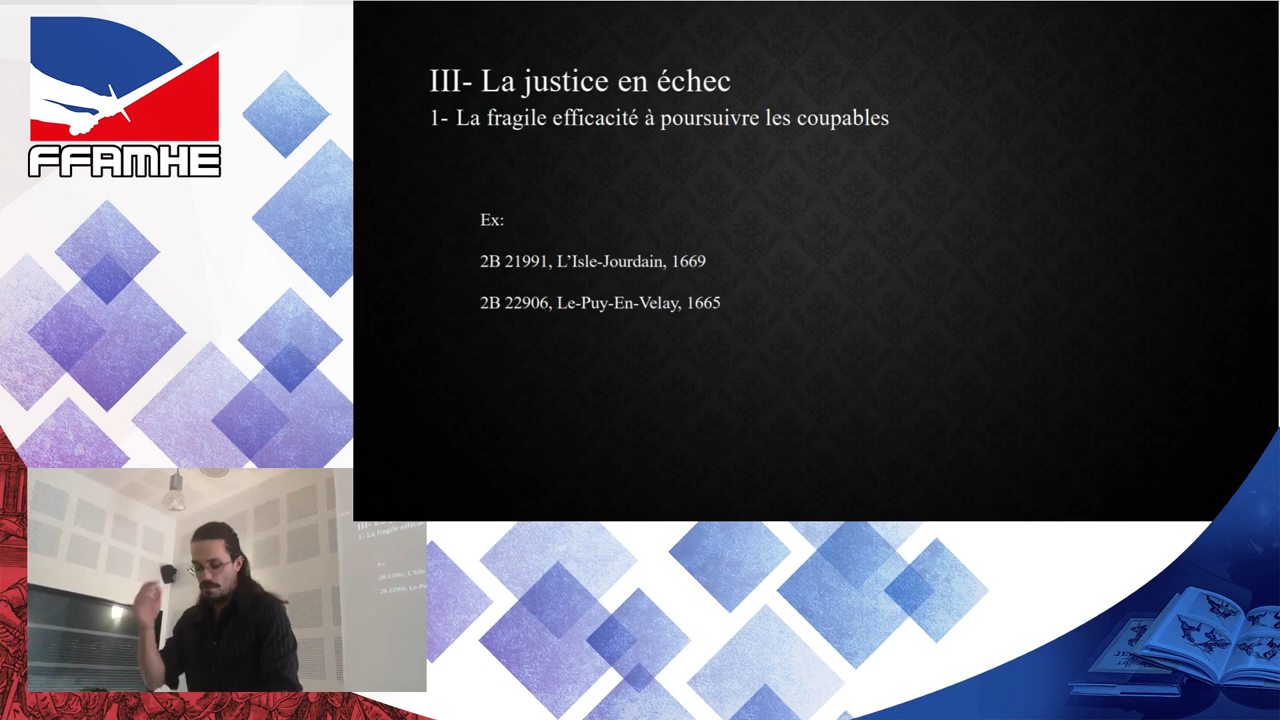 FFAMHE
III- La justice en échec
1- La fragile efficacité à poursuivre les coupables
Ex:
2B 21991, L’Isle-Jourdain, 1669
2B 22906, Le-Puy-En-Velay, 1665